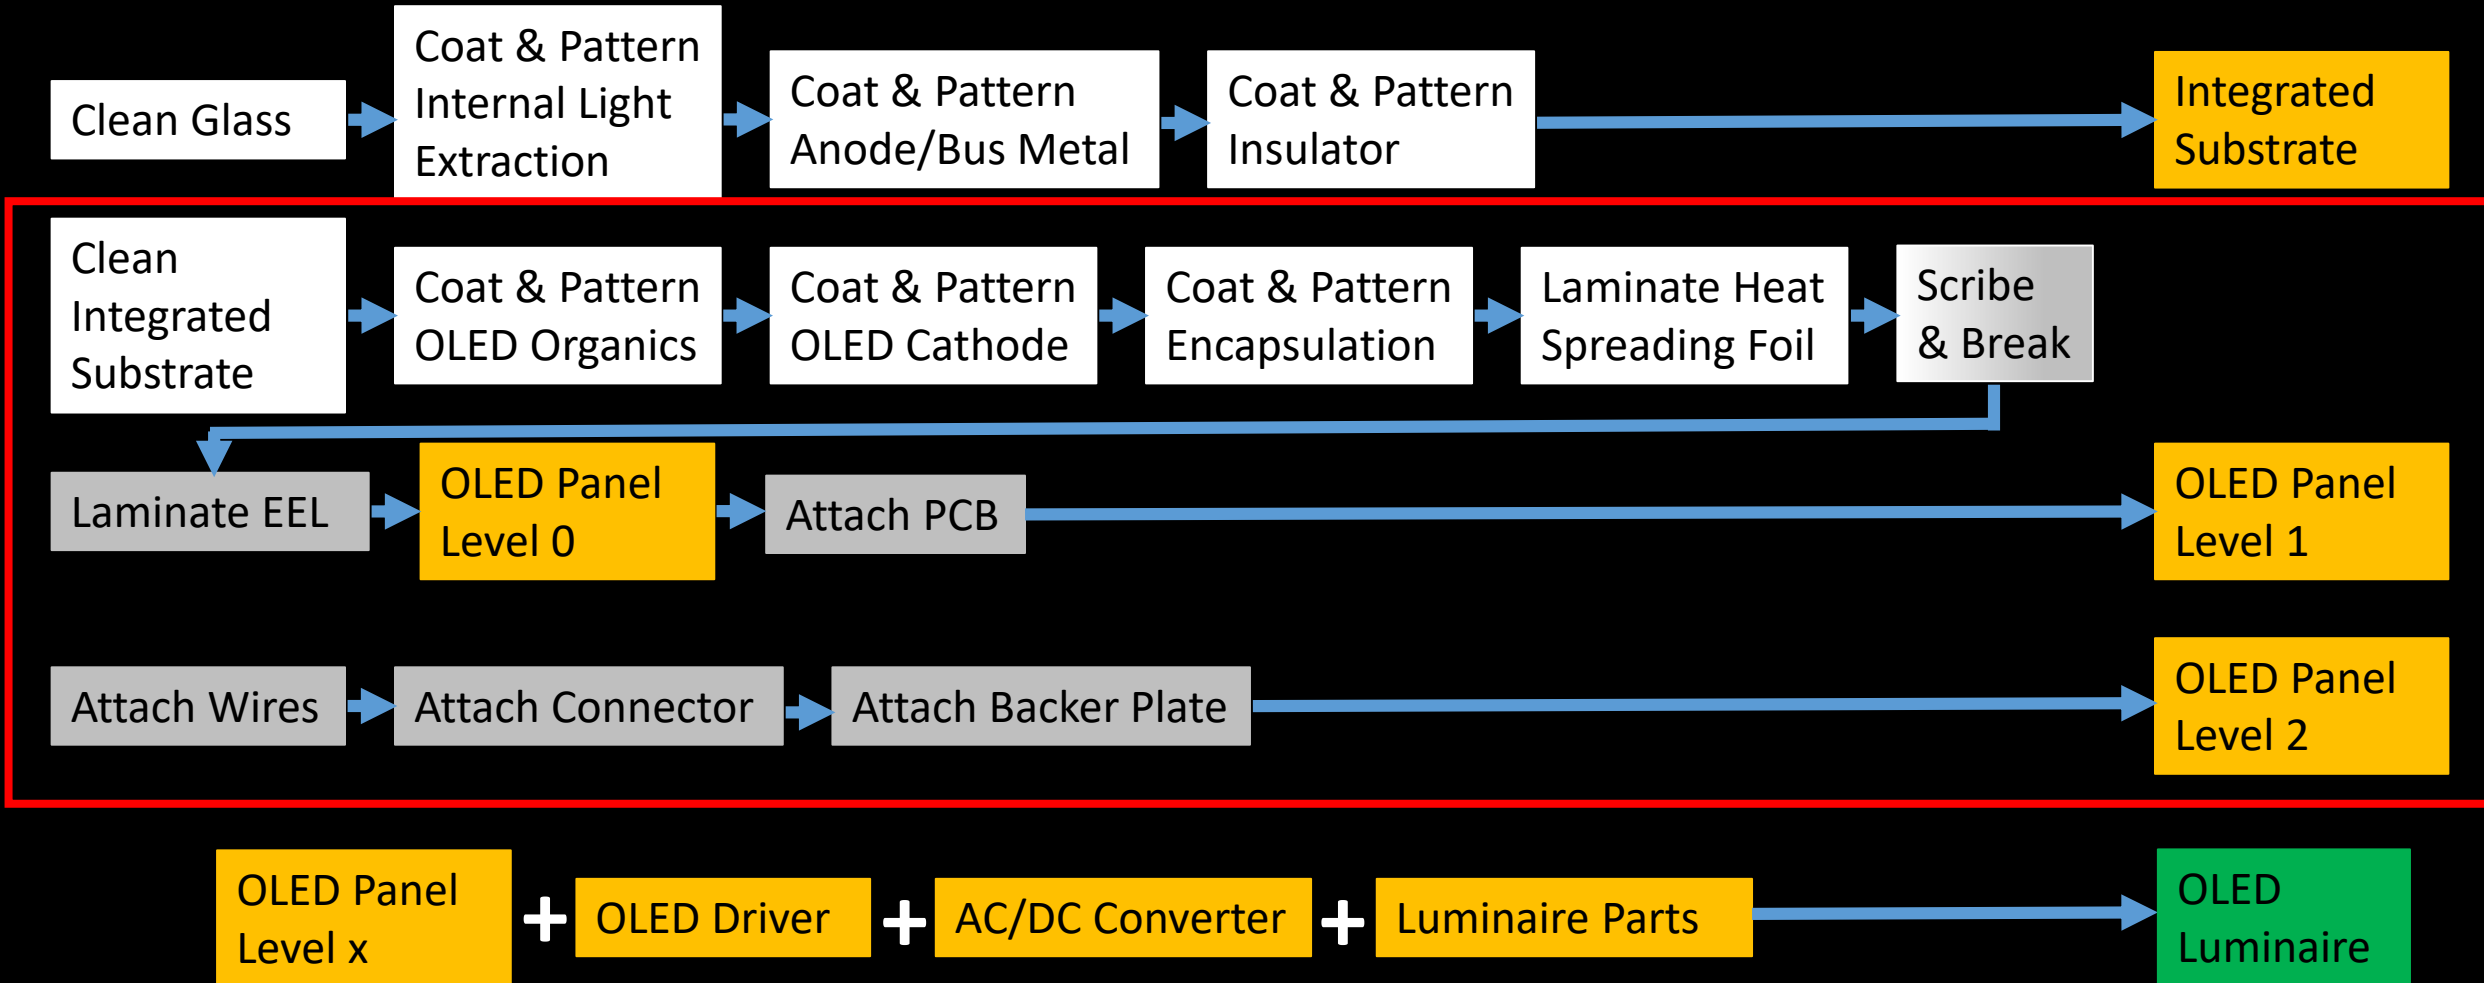 Clean Glass
Coat & Pattern
Internal Light
Extraction
Coat & Pattern
Anode/Bus Metal
Coat & Pattern
Insulator
Integrated
Substrate
Clean
Integrated
Substrate
Coat & Pattern
OLED Organics
Coat & Pattern
OLED Cathode
Coat & Pattern
Encapsulation
Laminate Heat
Spreading Foil
Scribe
& Break
Laminate EEL
OLED Panel
Level 0
Attach PCB
OLED Panel
Level 1
Attach Wires
Attach Connector
Attach Backer Plate
OLED Panel
Level 2
OLED Panel
Level x
+
OLED Driver
+
AC/DC Converter
+
Luminaire Parts
OLED
Luminaire